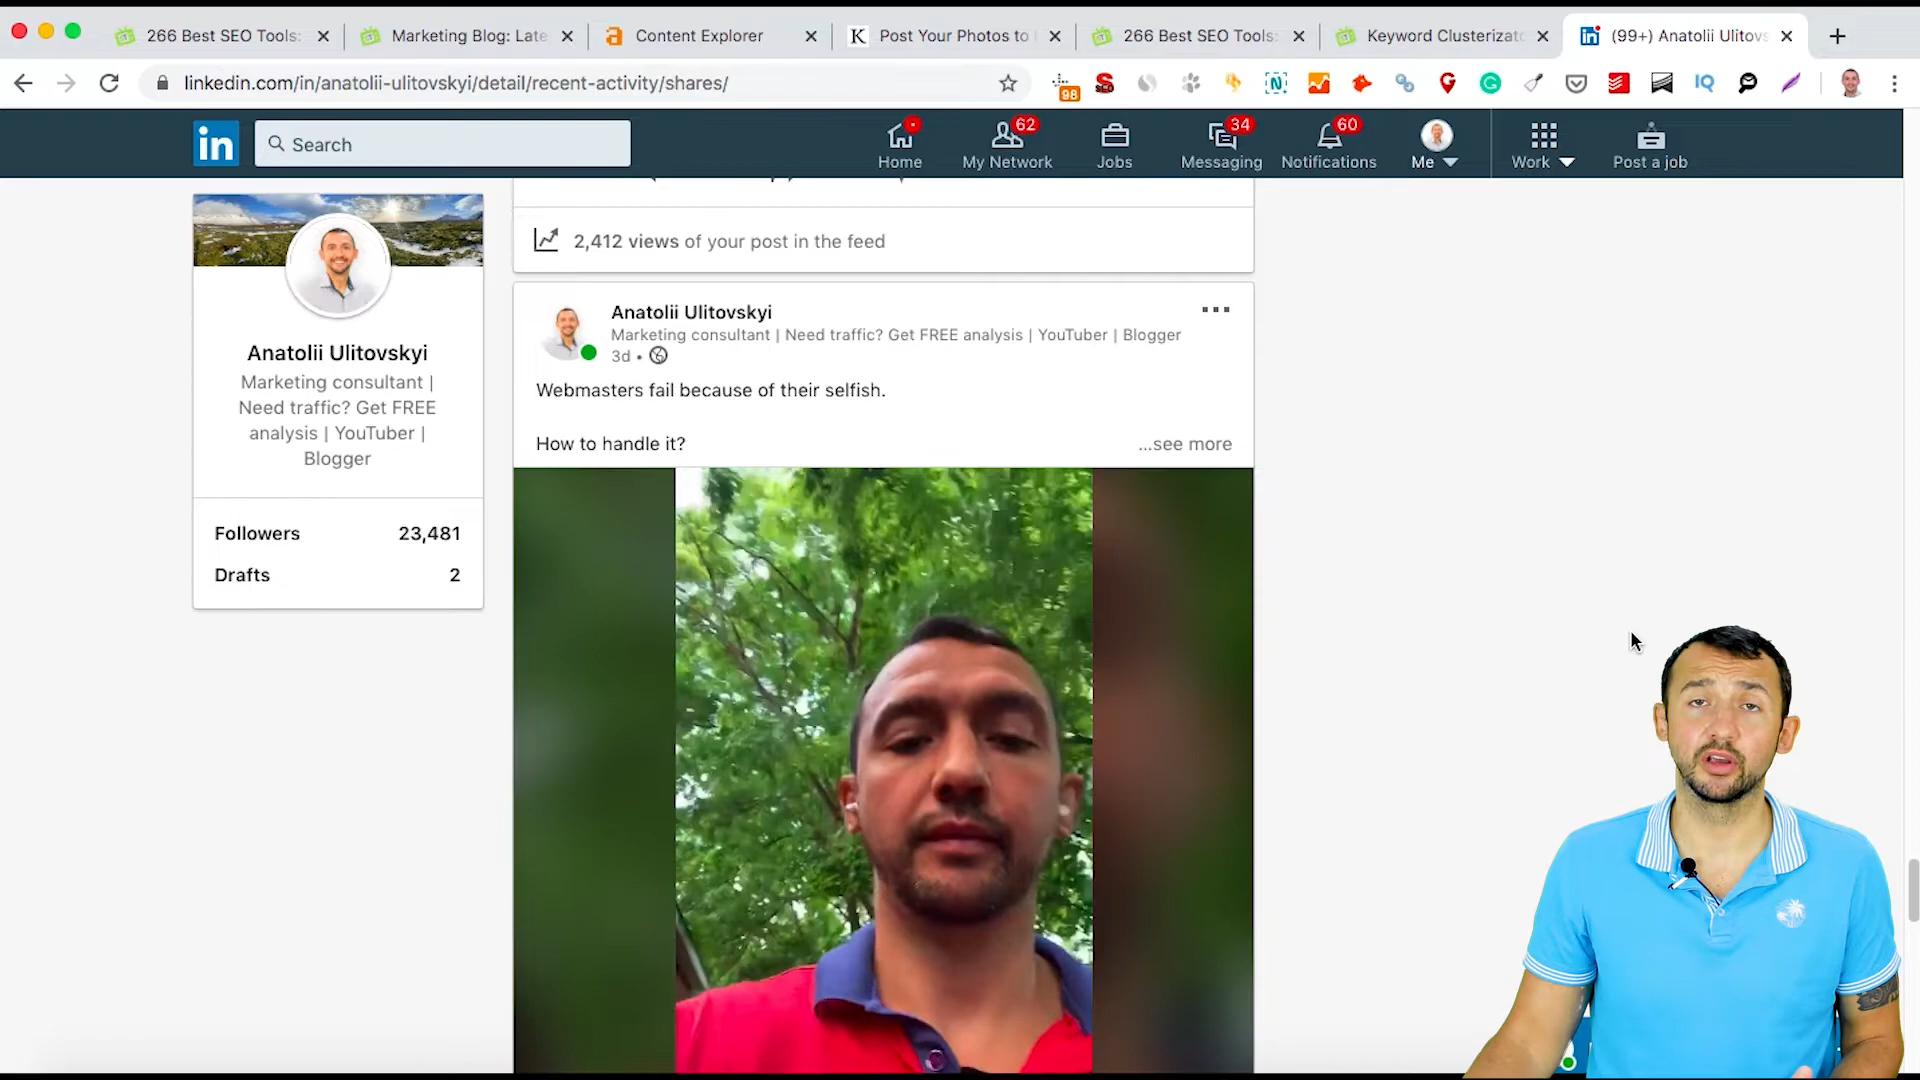 266 Best SEO Tools:
Marketing Blog: Late
Content Explorer
K
Post Your Photos to
266 Best SEO Tools:
Keyword Clusterizato
(99+) Anatolii Ulitovs
linkedin.com/in/anatolii-ulitovskyi/detail/recent-activity/shares/
98
in
Search
Home
62
My Network
Jobs
34
Messaging
60
Notifications
Me
Work
Post a job
Anatolii Ulitovskyi
Marketing consultant |
Need traffic? Get FREE
analysis | YouTuber |
Blogger
Followers 23,481
Drafts 2
2,412 views of your post in the feed
Anatolii Ulitovskyi
Marketing consultant | Need traffic? Get FREE analysis | YouTuber | Blogger
3d •
Webmasters fail because of their selfish.
How to handle it?
...see more